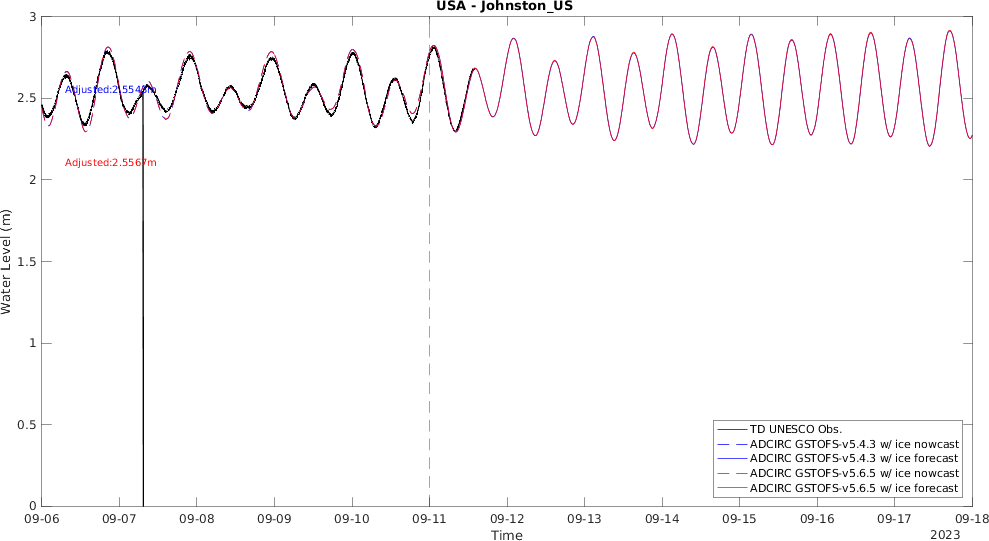 USA - Johnston_US
3
2.5
2
1.5
1
0.5
0
Water Level (m)
Adjusted:2.5567m
TD UNESCO Obs.
ADCIRC GSTOFS-v5.4.3 w/ ice nowcast
ADCIRC GSTOFS-v5.4.3 w/ ice forecast
ADCIRC GSTOFS-v5.6.5 w/ ice nowcast
ADCIRC GSTOFS-v5.6.5 w/ ice forecast
09-06 09-07 09-08 09-09 09-10 09-11 09-12 09-13 09-14 09-15 09-16 09-17 09-18
Time
2023